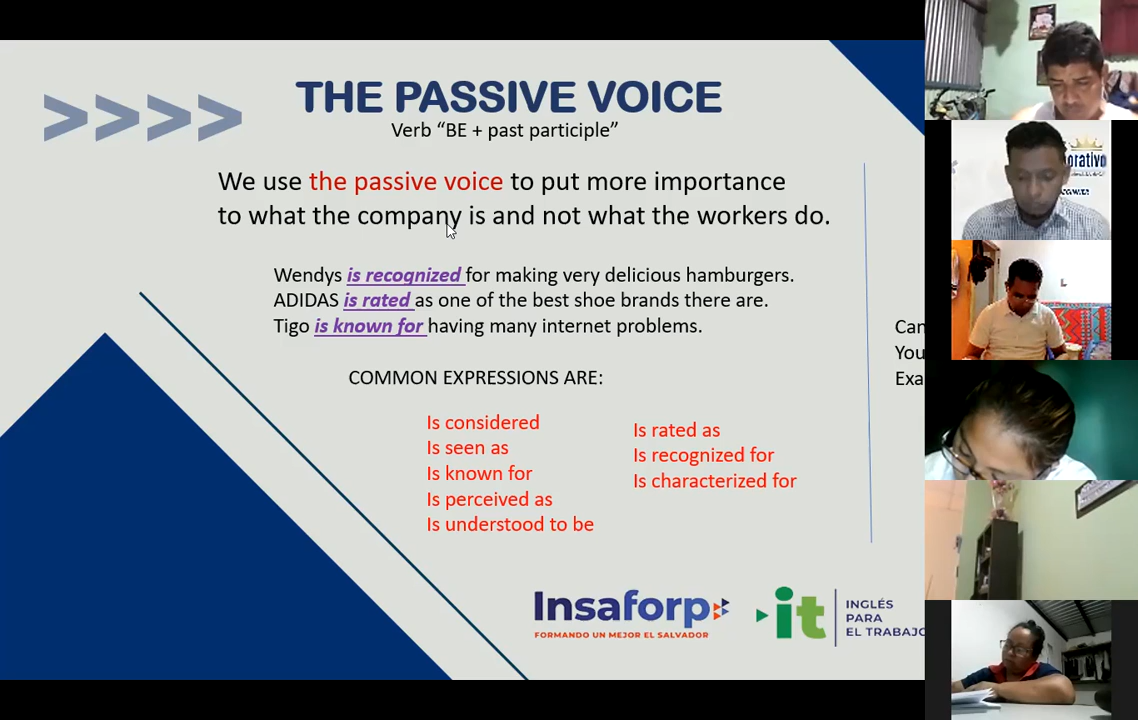 >>>>
THE PASSIVE VOICE
Verb “BE + past participle”
We use the passive voice to put more importance
to what the company is and not what the workers do.
Wendys is recognized for making very delicious hamburgers.
ADIDAS is rated as one of the best shoe brands there are.
Tigo is known for having many internet problems.
Can
You
Exa
COMMON EXPRESSIONS ARE:
Is considered
Is seen as
Is known for
Is perceived as
Is understood to be
Is rated as
Is recognized for
Is characterized for
Insaforp
FORMANDO UN MEJOR EL SALVADOR
it
INGLÉS
PARA
EL TRABAJO
orativo